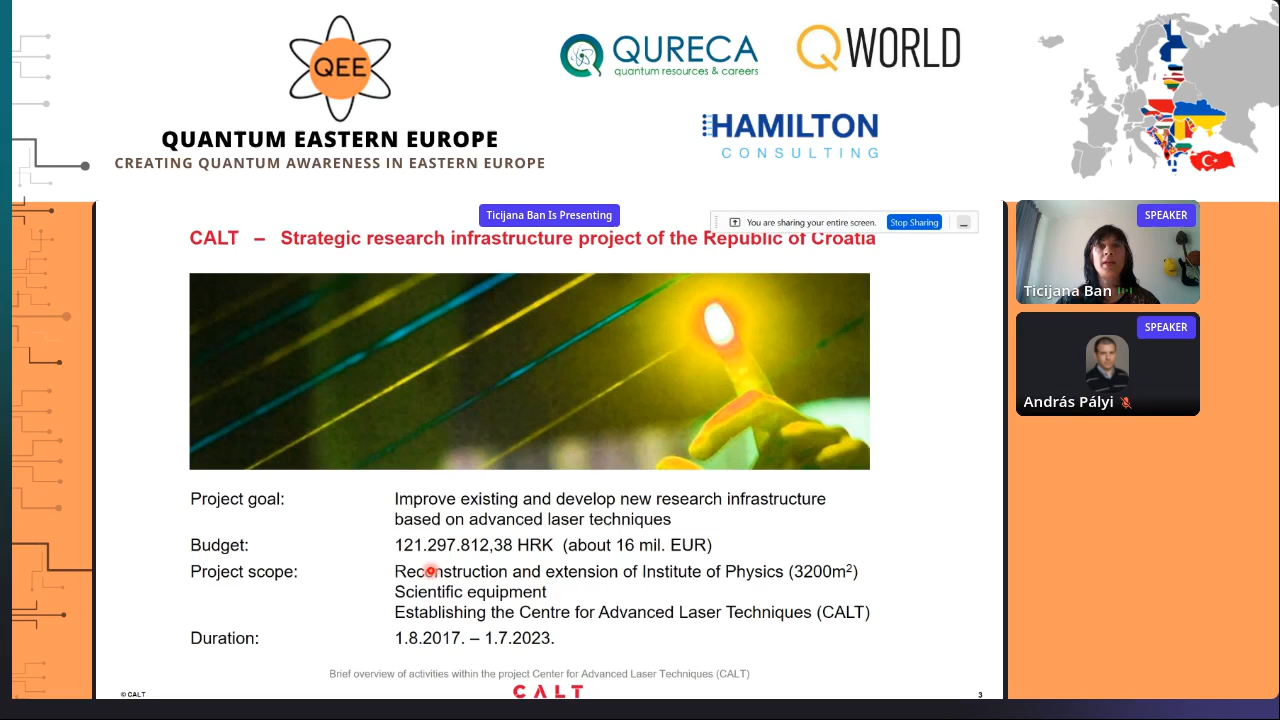 QEE
QUANTUM EASTERN EUROPE
CREATING QUANTUM AWARENESS IN EASTERN EUROPE
QURECA
quantum resources & careers
QWORLD
HAMILTON
CONSULTING
Ticijana Ban Is Presenting
You are sharing your entire screen.
Stop Sharing
CALT – Strategic research infrastructure project of the Republic of Croatia
Project goal: Improve existing and develop new research infrastructure
based on advanced laser techniques
Budget: 121.297.812,38 HRK (about 16 mil. EUR)
Project scope: Reconstruction and extension of Institute of Physics (3200m²)
Scientific equipment
Establishing the Centre for Advanced Laser Techniques (CALT)
Duration: 1.8.2017. – 1.7.2023.
Brief overview of activities within the project Center for Advanced Laser Techniques (CALT)
© CALT
CALT
3
SPEAKER
Ticijana Ban
SPEAKER
András Pályi